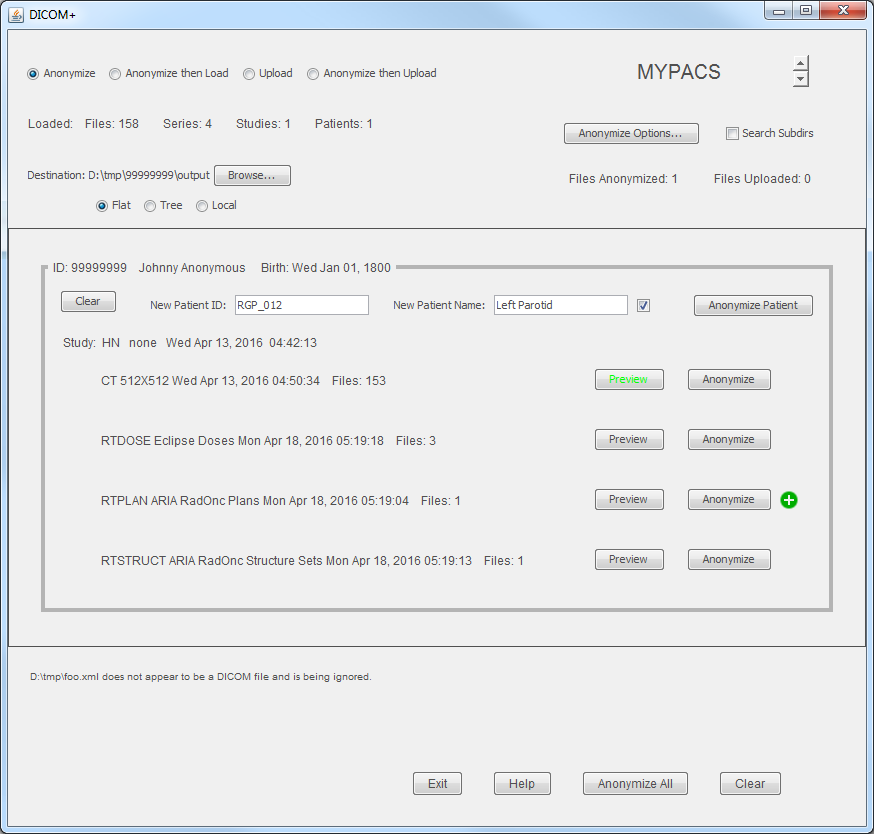 DICOM+
Anonymize Anonymize then Load Upload Anonymize then Upload MYPACS
Loaded: Files: 158 Series: 4 Studies: 1 Patients: 1
Anonymize Options... Search Subdirs
Destination: D:\tmp\99999999\output Browse...
Files Anonymized: 1 Files Uploaded: 0
Flat Tree Local
ID: 99999999 Johnny Anonymous Birth: Wed Jan 01, 1800
Clear New Patient ID: RGP_012 New Patient Name: Left Parotid Anonymize Patient
Study: HN none Wed Apr 13, 2016 04:42:13
CT 512X512 Wed Apr 13, 2016 04:50:34 Files: 153 Preview Anonymize
RTDOSE Eclipse Doses Mon Apr 18, 2016 05:19:18 Files: 3 Preview Anonymize
RTPLAN ARIA RadOnc Plans Mon Apr 18, 2016 05:19:04 Files: 1 Preview Anonymize
RTSTRUCT ARIA RadOnc Structure Sets Mon Apr 18, 2016 05:19:13 Files: 1 Preview Anonymize
D:\tmp\foo.xml does not appear to be a DICOM file and is being ignored.
Exit Help Anonymize All Clear